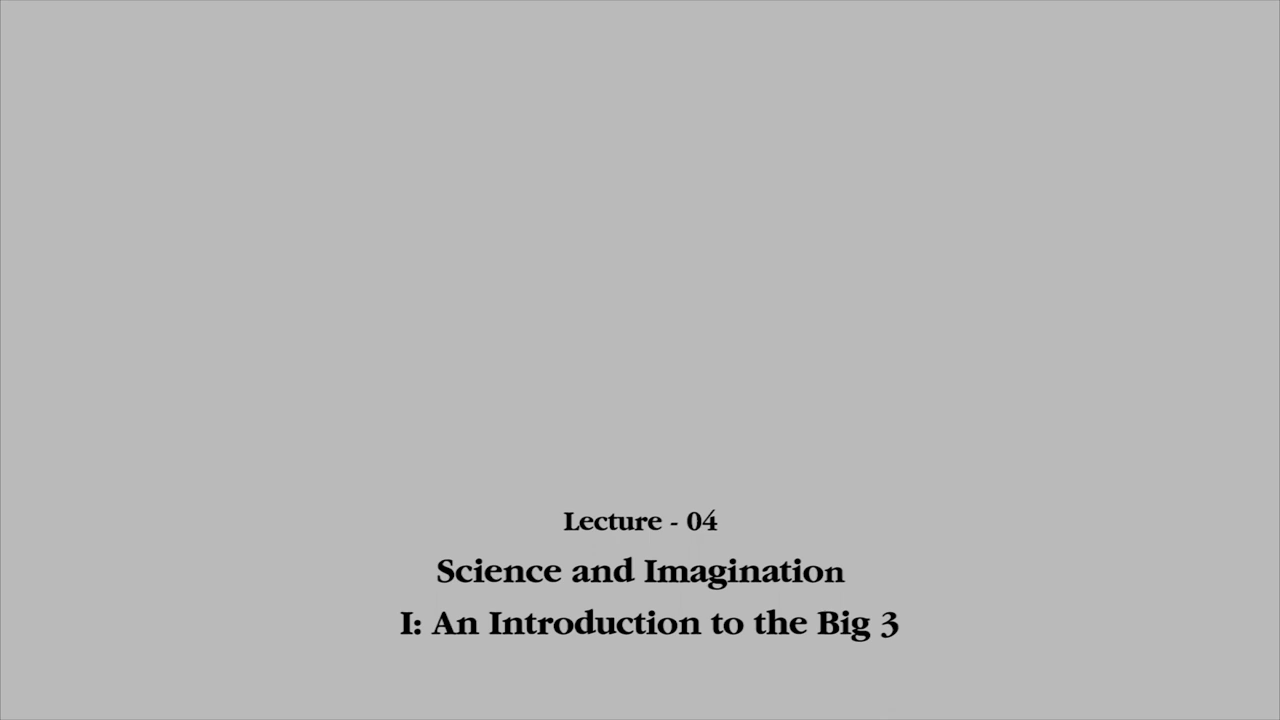 Lecture - 04
Science and Imagination
I: An Introduction to the Big 3